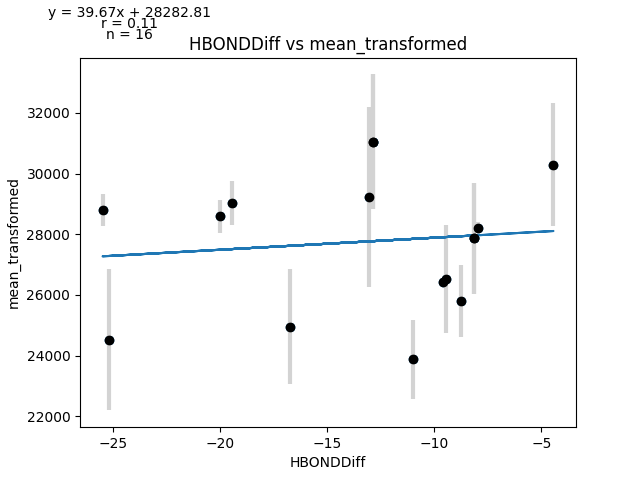 y = 39.67x + 28282.81
r = 0.11
n = 16
HBONDDiff vs mean_transformed
mean_transformed
32000
30000
28000
26000
24000
22000
−25
−20
−15
−10
−5
HBONDDiff